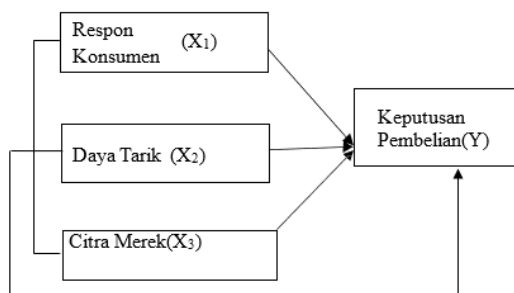 Respon
Konsumen (X₁)
Keputusan
Pembelian(Y)
Daya Tarik (X₂)
Citra Merek(X₃)